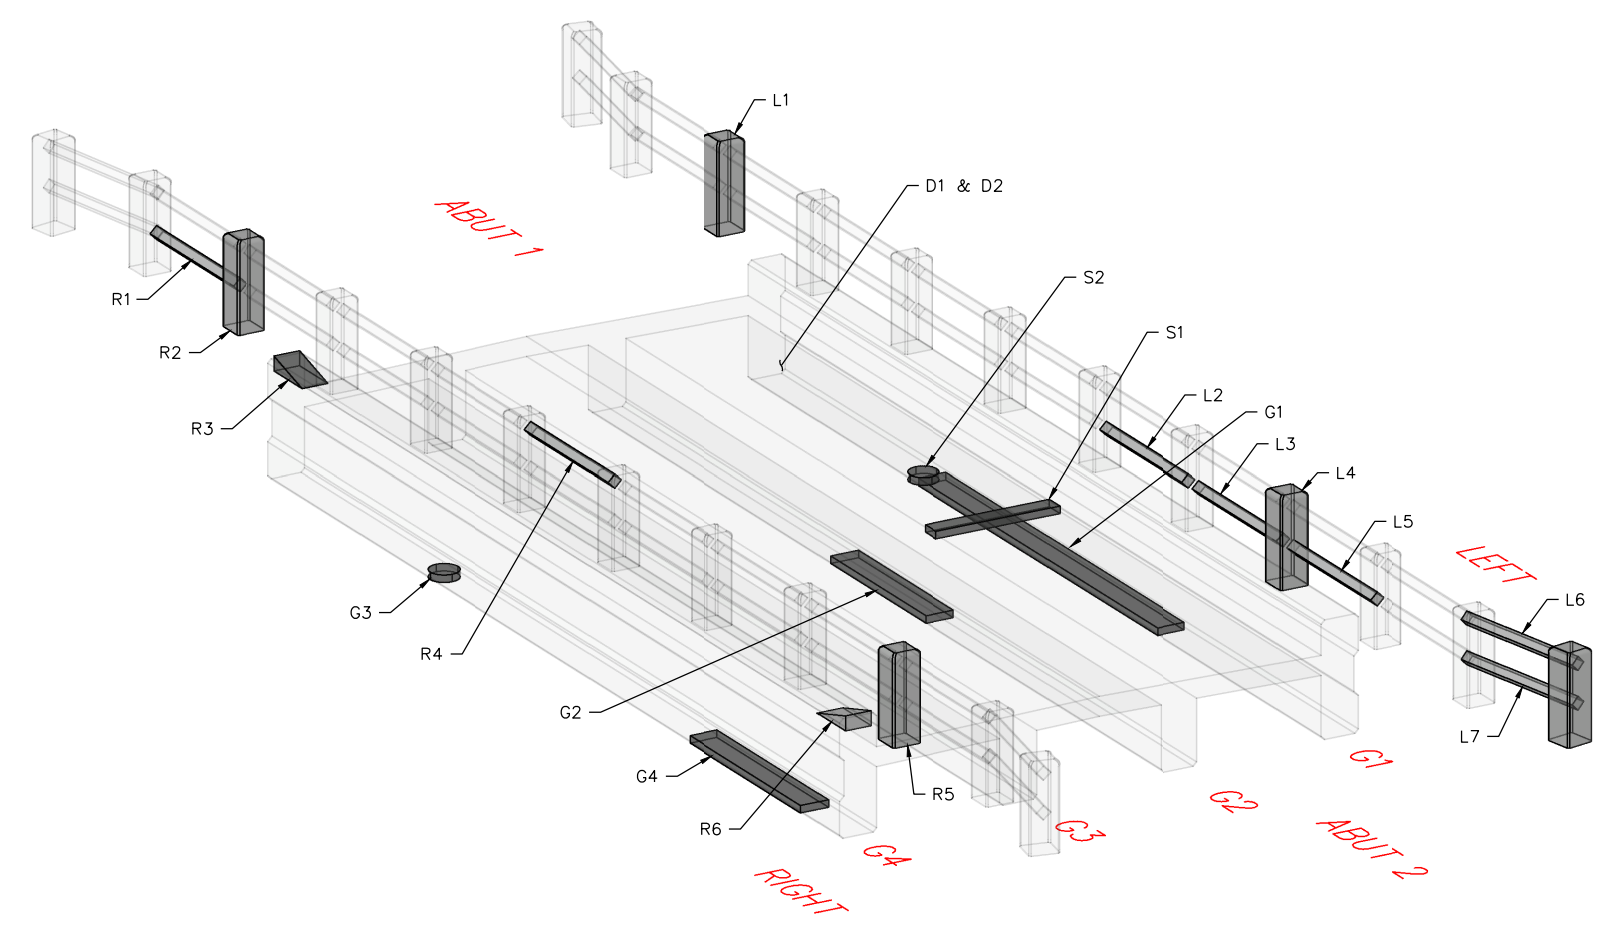 L1
D1 & D2
ABUT 1
S2
R1
S1
R2
L2
G1
R3
L3
L4
L5
LEFT
L6
G3
R4
G2
L7
G1
G4
R5
G2
R6
G3
ABUT 2
G4
RIGHT